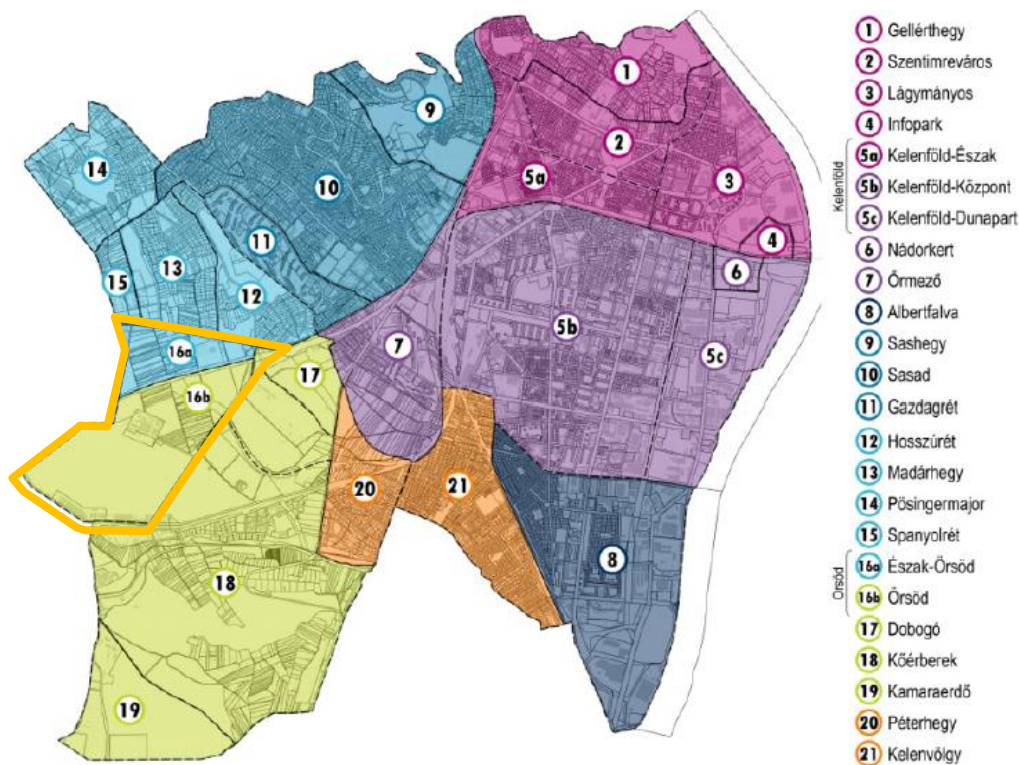 1 Gellérthegy
2 Szentimreváros
3 Lágymányos
4 Infopark
Kelenföld
5a Kelenföld-Észak
5b Kelenföld-Központ
5c Kelenföld-Dunapart
6 Nádorkert
7 Őrmező
8 Albertfalva
9 Sashegy
10 Sasad
11 Gazdagrét
12 Hosszúrét
13 Madárhegy
14 Pösingermajor
15 Spanyolrét
Őrsöd
16a Észak-Őrsöd
16b Őrsöd
17 Dobogó
18 Kőérberek
19 Kamaraerdő
20 Péterhegy
21 Kelenvölgy
1
9
2
14
5a
3
10
11
4
13
6
15
12
5b
16a
7
5c
17
16b
20
21
8
18
19